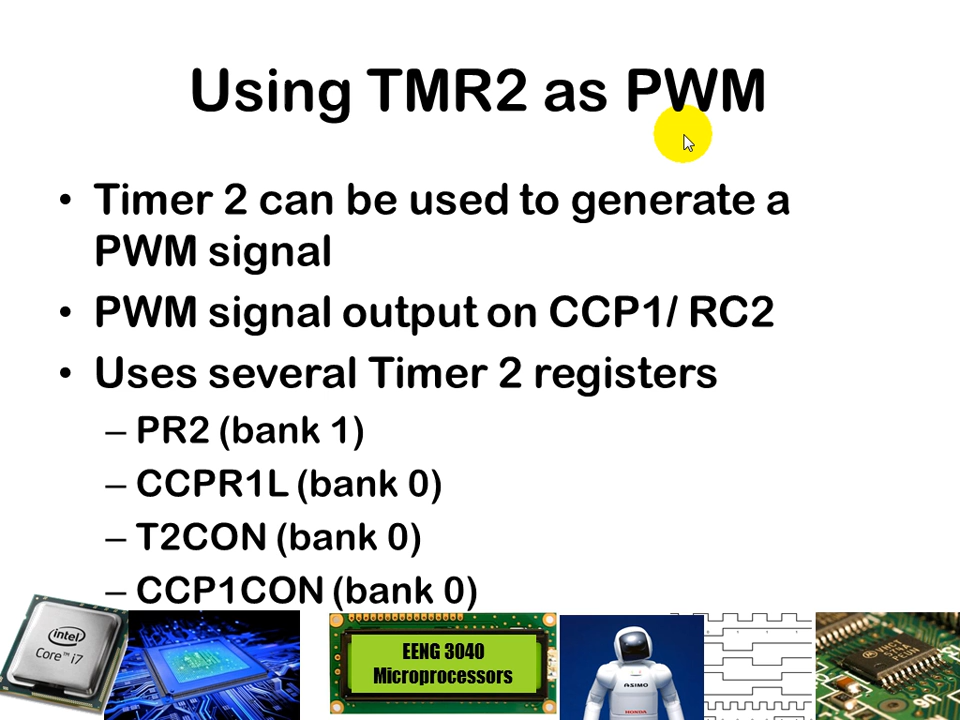 Using TMR2 as PWM
• Timer 2 can be used to generate a
PWM signal
• PWM signal output on CCP1/ RC2
• Uses several Timer 2 registers
– PR2 (bank 1)
– CCPR1L (bank 0)
– T2CON (bank 0)
– CCP1CON (bank 0)
intel
Core™ i7
EENG 3040
Microprocessors
ASIMO
HONDA